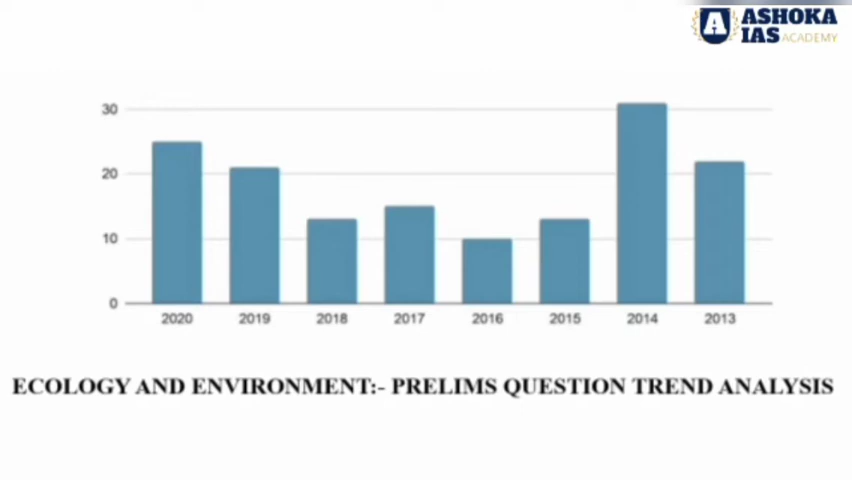 ASHOKA
IAS ACADEMY
30
20
10
0
2020 2019 2018 2017 2016 2015 2014 2013
ECOLOGY AND ENVIRONMENT:- PRELIMS QUESTION TREND ANALYSIS